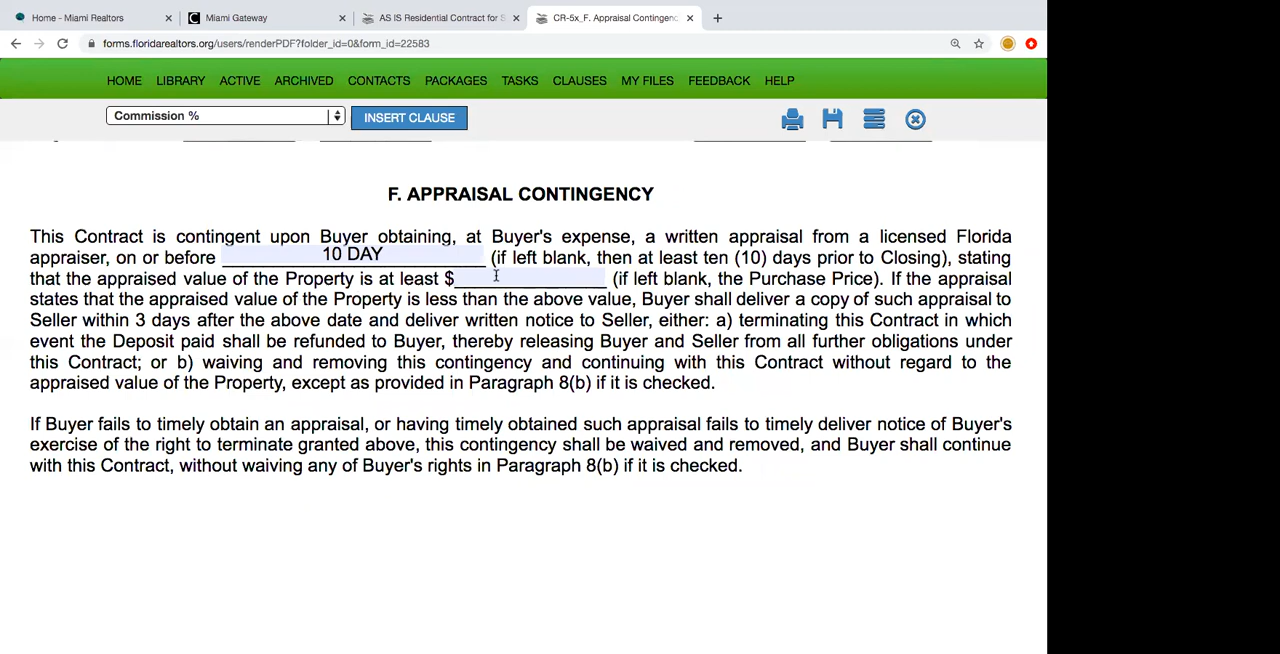 Home - Miami Realtors
Miami Gateway
AS IS Residential Contract for S
CR-5x_F. Appraisal Contingenc
forms.floridarealtors.org/users/renderPDF?folder_id=0&form_id=22583
HOME LIBRARY ACTIVE ARCHIVED CONTACTS PACKAGES TASKS CLAUSES MY FILES FEEDBACK HELP
Commission % INSERT CLAUSE
F. APPRAISAL CONTINGENCY
This Contract is contingent upon Buyer obtaining, at Buyer's expense, a written appraisal from a licensed Florida
appraiser, on or before 10 DAY (if left blank, then at least ten (10) days prior to Closing), stating
that the appraised value of the Property is at least $ (if left blank, the Purchase Price). If the appraisal
states that the appraised value of the Property is less than the above value, Buyer shall deliver a copy of such appraisal to
Seller within 3 days after the above date and deliver written notice to Seller, either: a) terminating this Contract in which
event the Deposit paid shall be refunded to Buyer, thereby releasing Buyer and Seller from all further obligations under
this Contract; or b) waiving and removing this contingency and continuing with this Contract without regard to the
appraised value of the Property, except as provided in Paragraph 8(b) if it is checked.
If Buyer fails to timely obtain an appraisal, or having timely obtained such appraisal fails to timely deliver notice of Buyer's
exercise of the right to terminate granted above, this contingency shall be waived and removed, and Buyer shall continue
with this Contract, without waiving any of Buyer's rights in Paragraph 8(b) if it is checked.